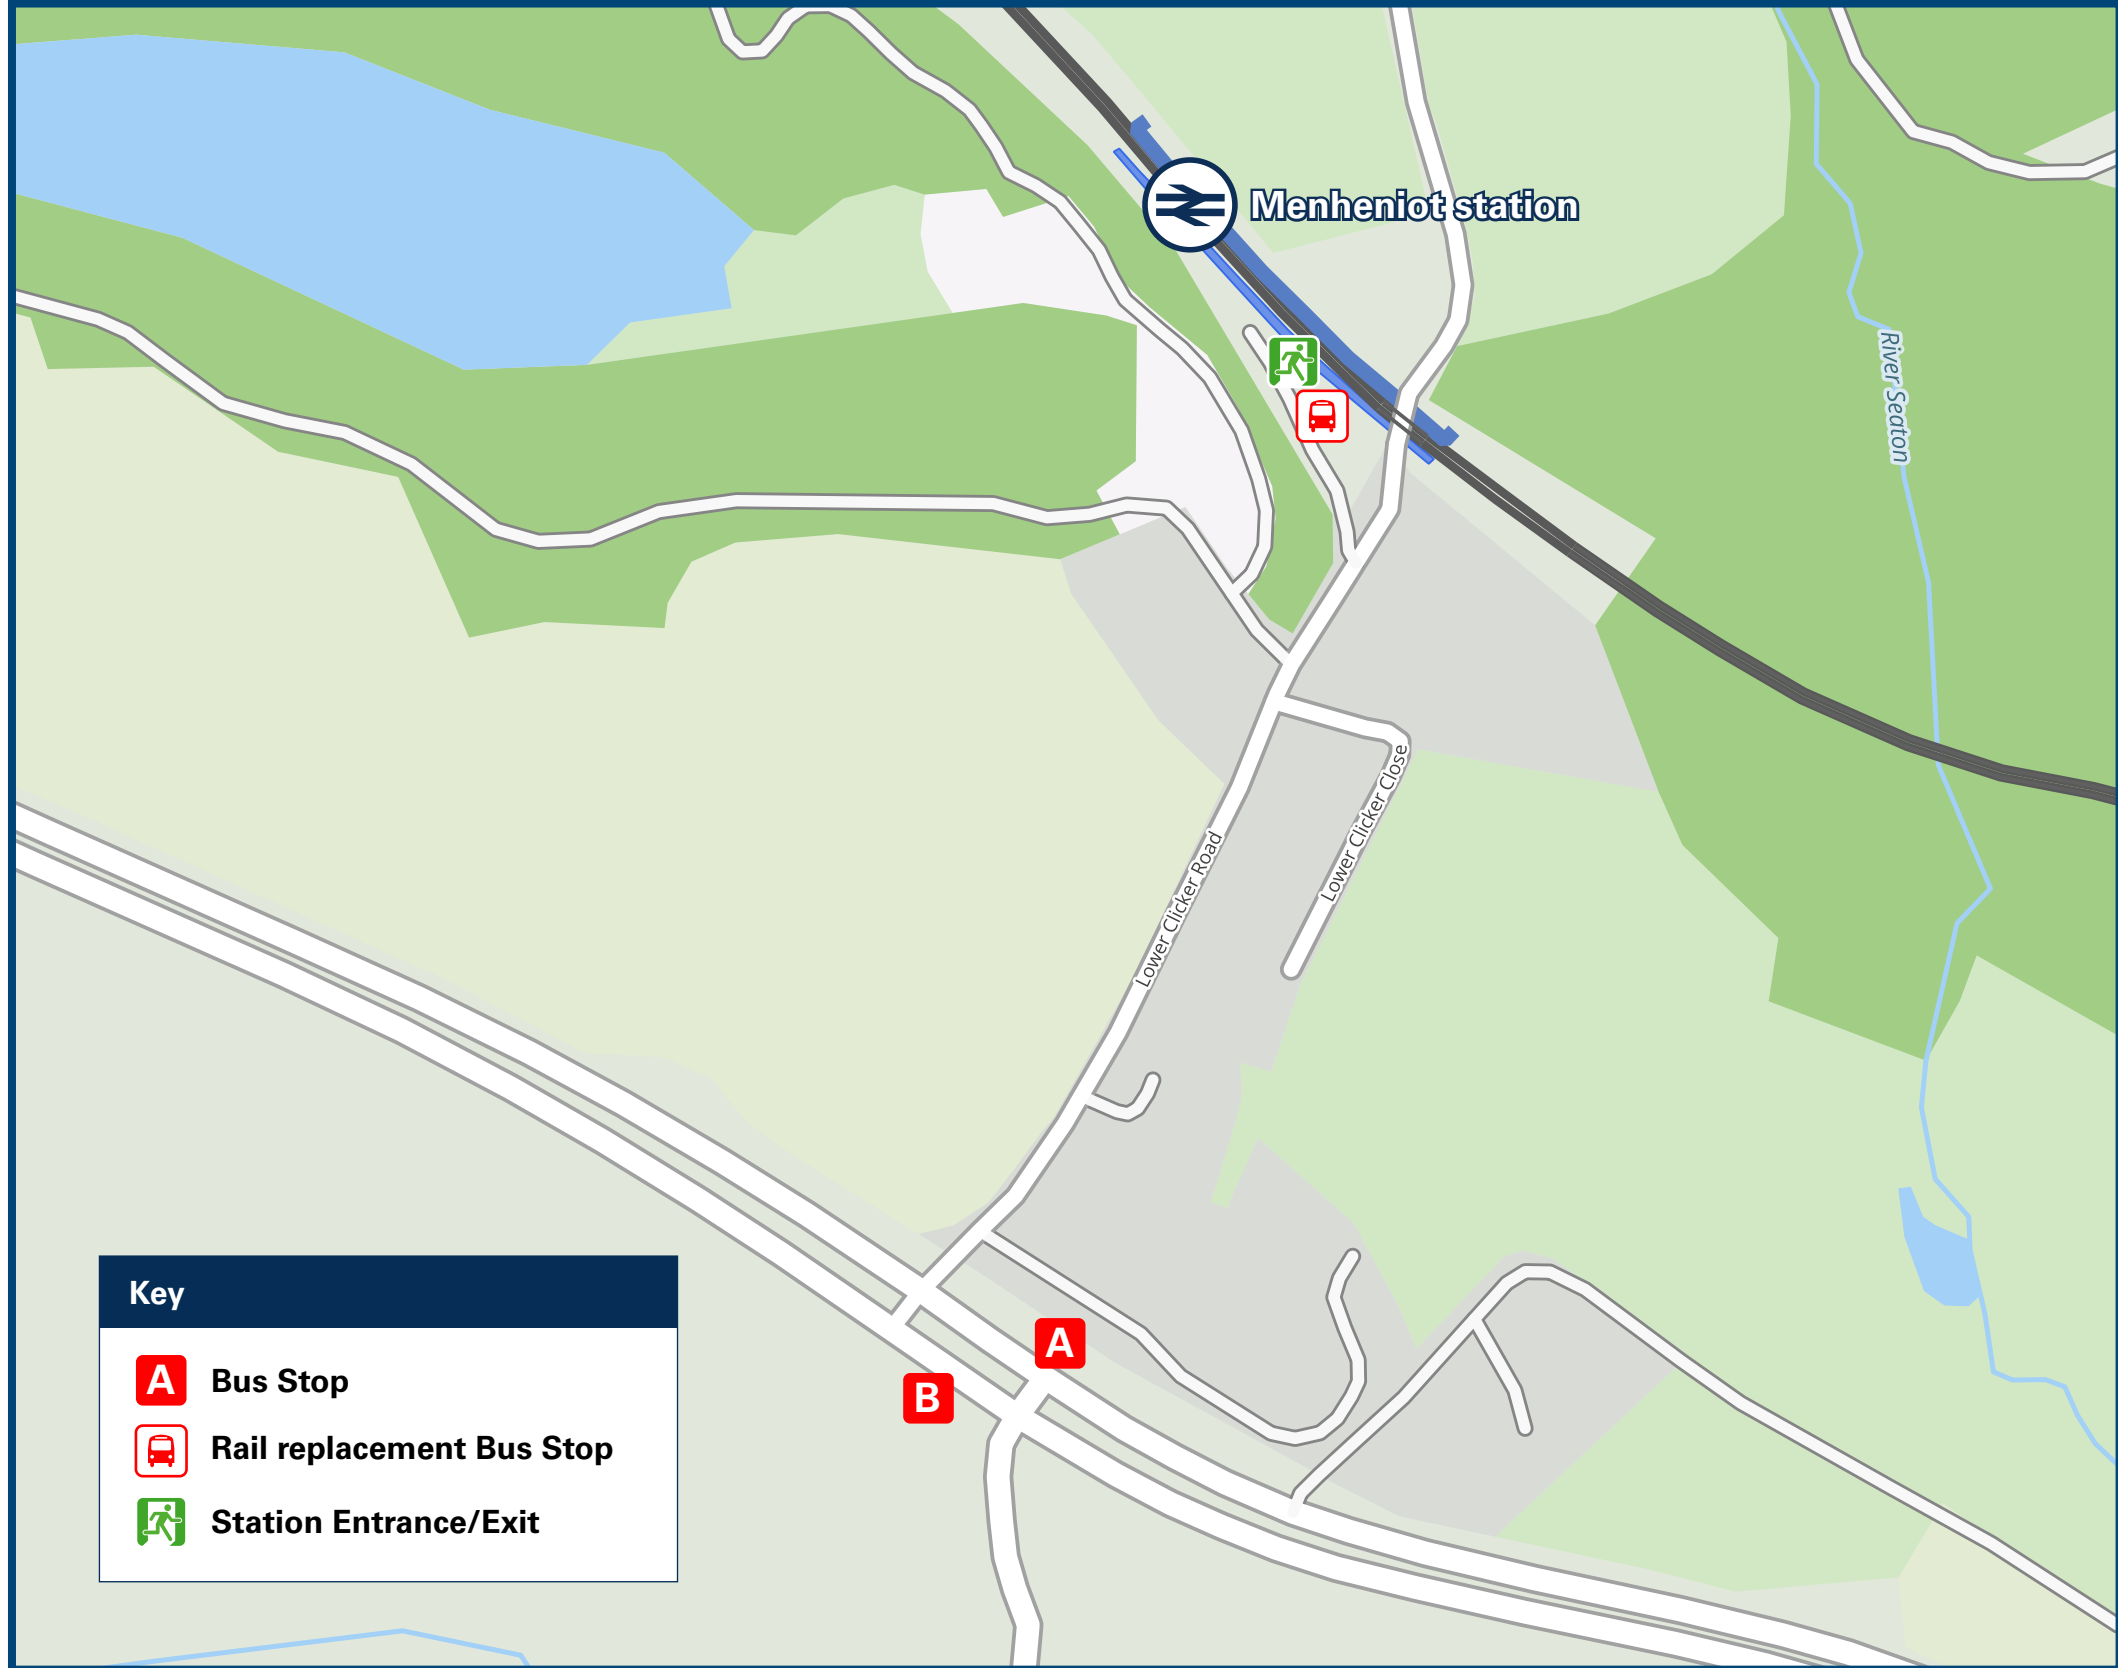 Menheniot station
River Seaton
Lower Clicker Close
Lower Clicker Road
A
B
Key
A Bus Stop
Rail replacement Bus Stop
Station Entrance/Exit